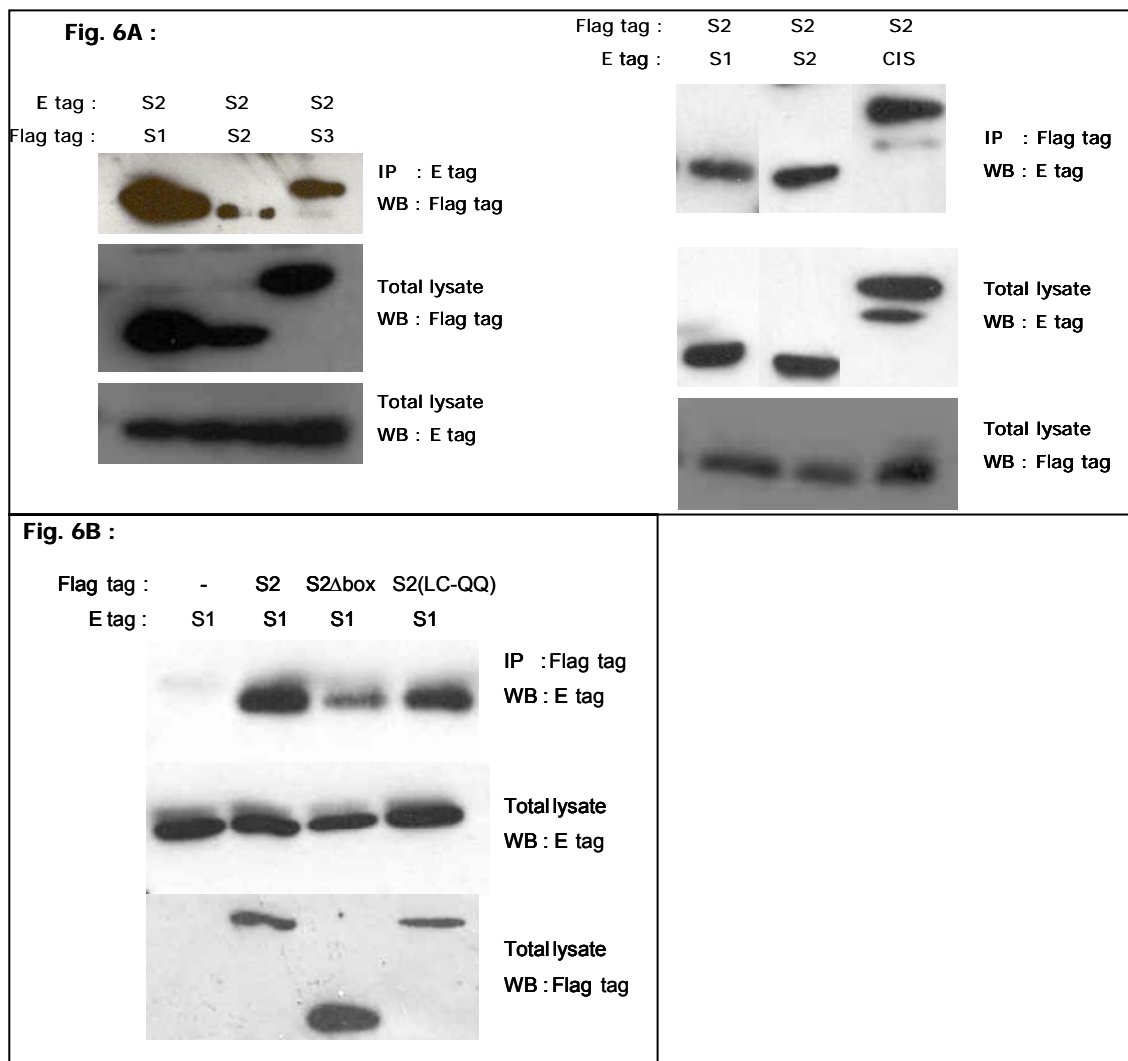 Fig. 6A :
E tag : S2 S2 S2
Flag tag : S1 S2 S3
IP : E tag
WB : Flag tag
Total lysate
WB : Flag tag
Total lysate
WB : E tag
Flag tag : S2 S2 S2
E tag : S1 S2 CIS
IP : Flag tag
WB : E tag
Total lysate
WB : E tag
Total lysate
WB : Flag tag
Fig. 6B :
Flag tag : - S2 S2Δbox S2(LC-QQ)
E tag : S1 S1 S1 S1
IP : Flag tag
WB : E tag
Total lysate
WB : E tag
Total lysate
WB : Flag tag